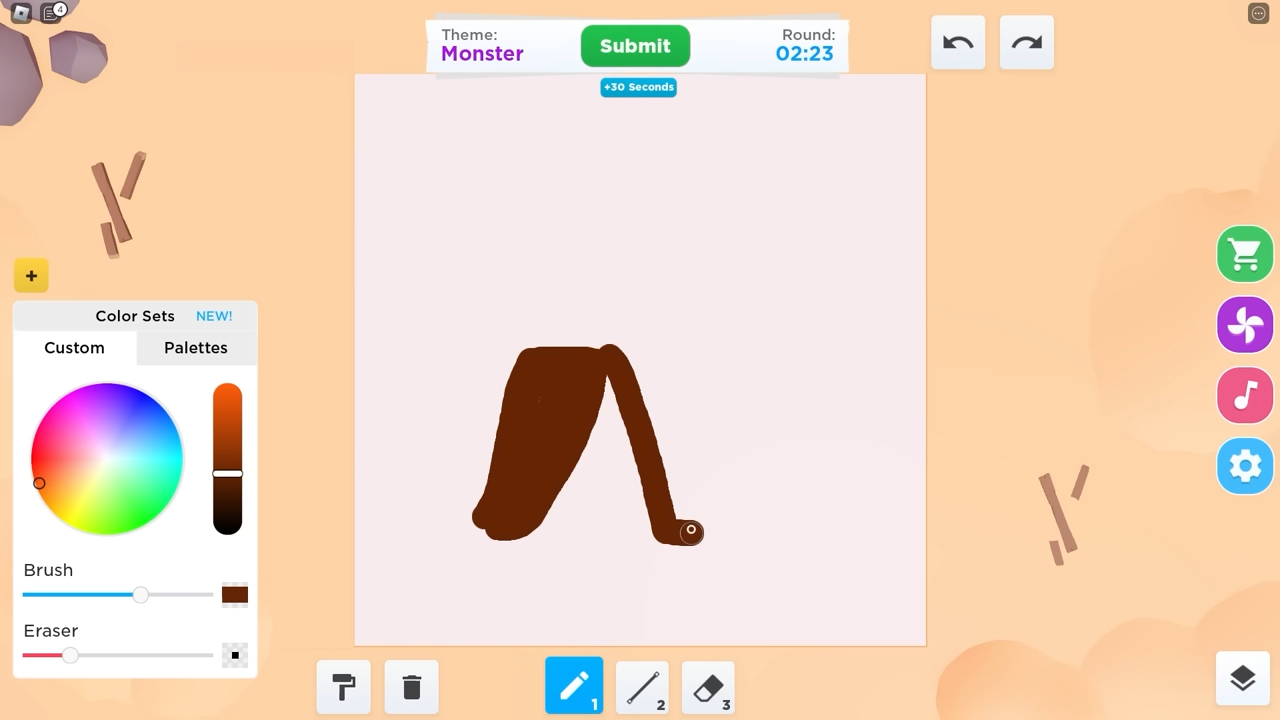 4
Theme:
Monster
Submit
Round:
02:23
+30 Seconds
+
Color Sets NEW!
Custom Palettes
Brush
Eraser
1
2
3